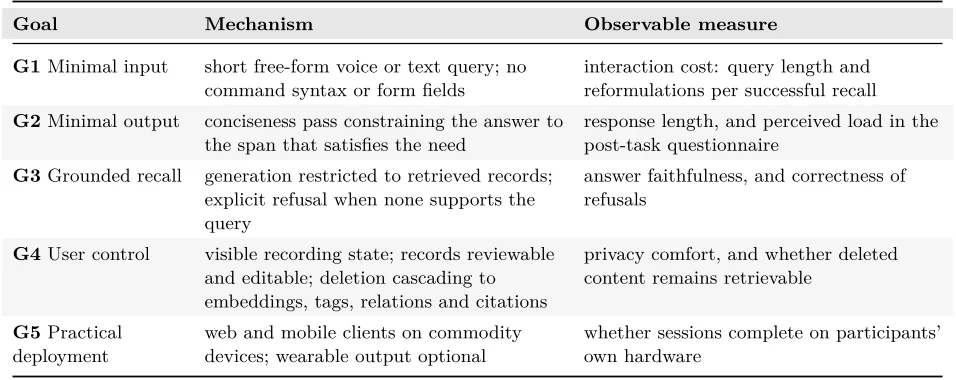 Goal Mechanism Observable measure
G1 Minimal input short free-form voice or text query; no interaction cost: query length and
command syntax or form fields reformulations per successful recall
G2 Minimal output conciseness pass constraining the answer to response length, and perceived load in the
the span that satisfies the need post-task questionnaire
G3 Grounded recall generation restricted to retrieved records; answer faithfulness, and correctness of
explicit refusal when none supports the refusals
query
G4 User control visible recording state; records reviewable privacy comfort, and whether deleted
and editable; deletion cascading to content remains retrievable
embeddings, tags, relations and citations
G5 Practical web and mobile clients on commodity whether sessions complete on participants’
deployment devices; wearable output optional own hardware